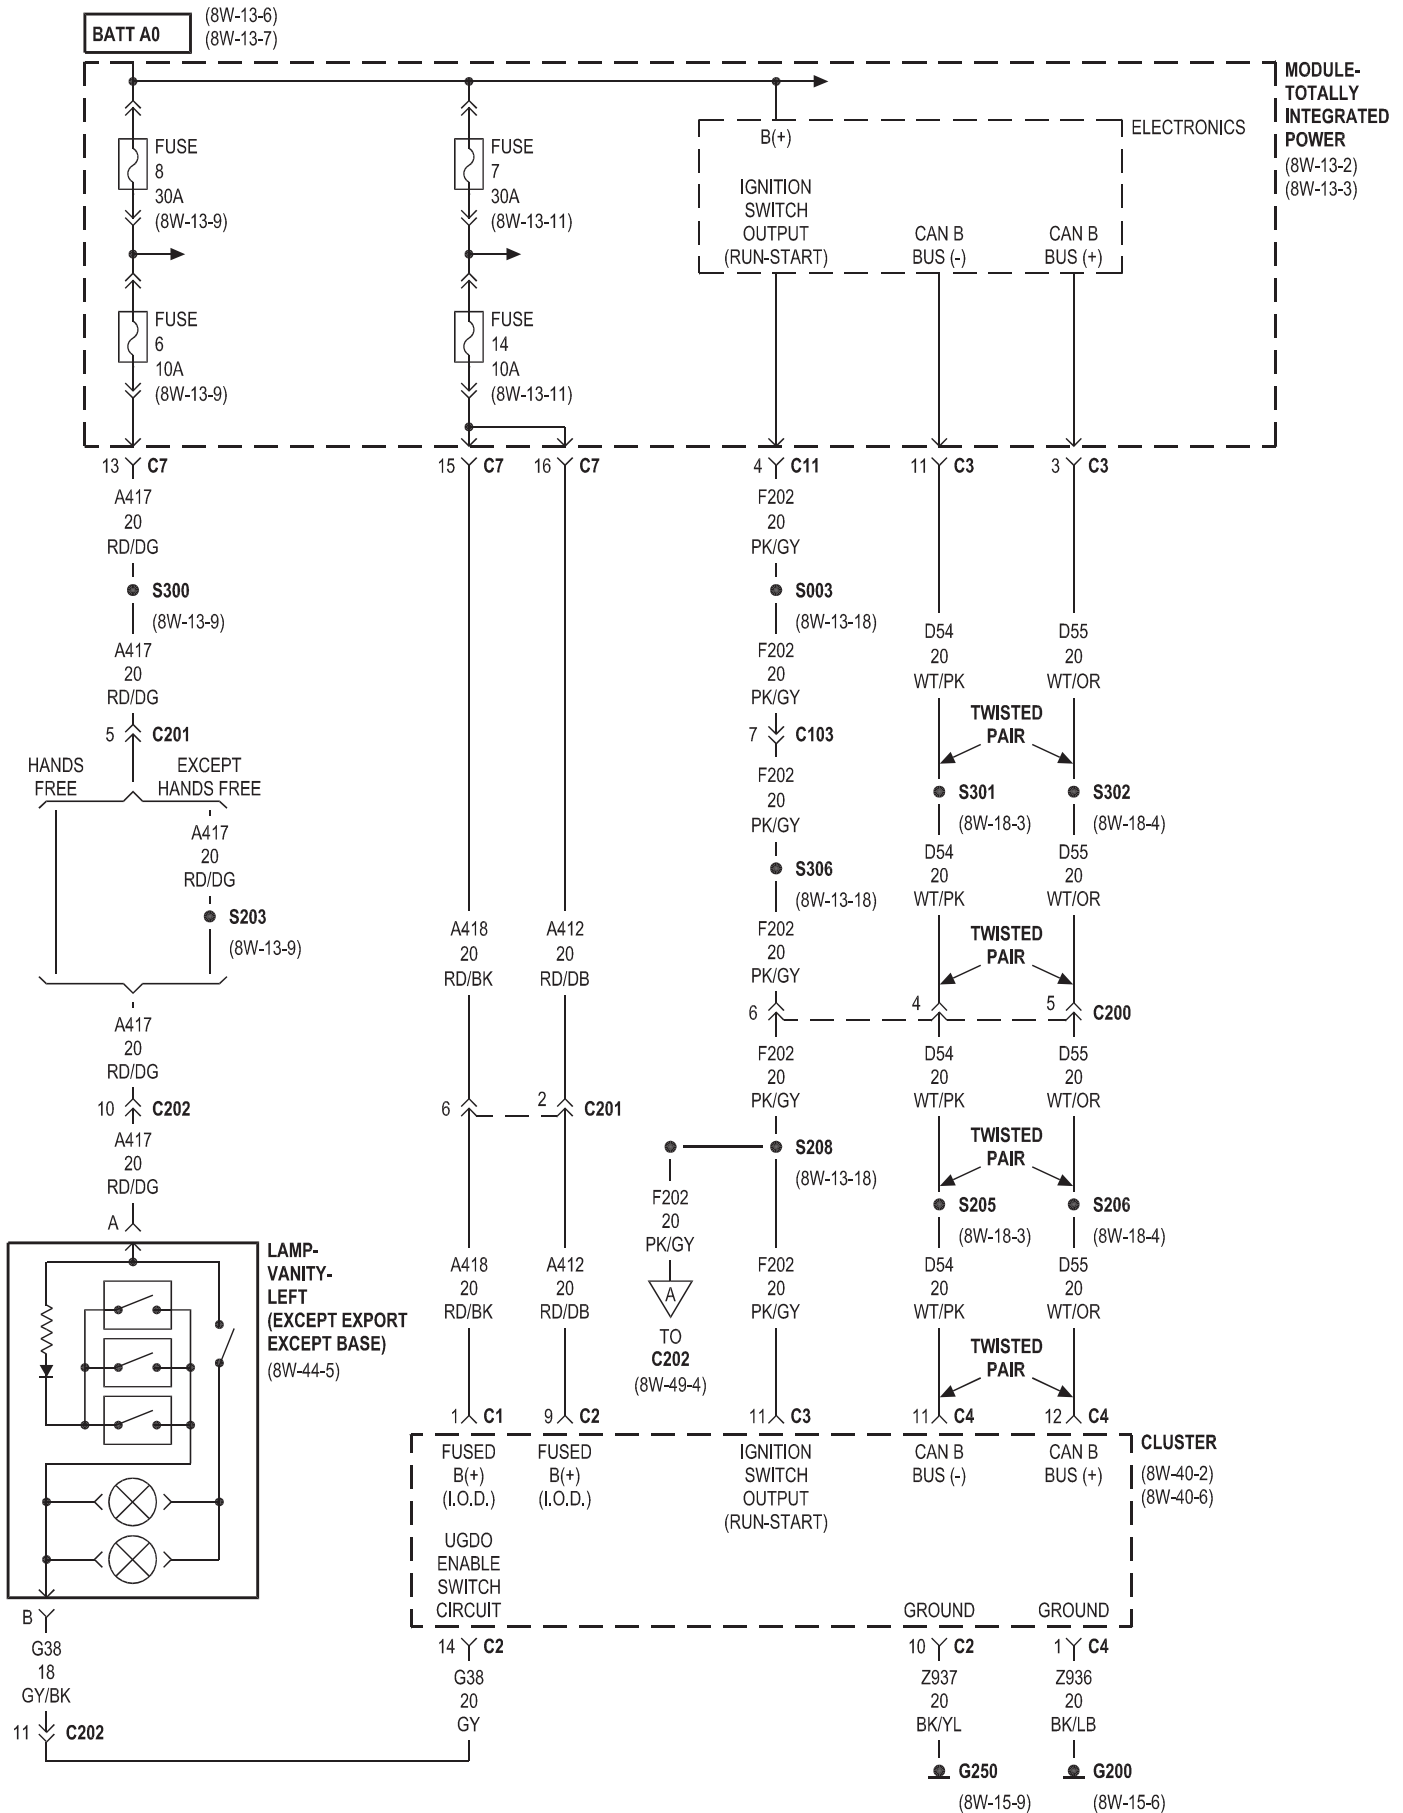 BATT A0
(8W-13-6)
(8W-13-7)
MODULE-
TOTALLY
INTEGRATED
POWER
(8W-13-2)
(8W-13-3)
ELECTRONICS
B(+)
IGNITION
SWITCH
OUTPUT
(RUN-START)
CAN B
BUS (-)
CAN B
BUS (+)
FUSE
8
30A
(8W-13-9)
FUSE
7
30A
(8W-13-11)
FUSE
6
10A
(8W-13-9)
FUSE
14
10A
(8W-13-11)
13 C7
15 C7
16 C7
4 C11
11 C3
3 C3
A417
20
RD/DG
S300
(8W-13-9)
A417
20
RD/DG
5 C201
HANDS
FREE
EXCEPT
HANDS FREE
A417
20
RD/DG
S203
(8W-13-9)
A417
20
RD/DG
10 C202
A417
20
RD/DG
A
LAMP-
VANITY-
LEFT
(EXCEPT EXPORT
EXCEPT BASE)
(8W-44-5)
B
G38
18
GY/BK
11 C202
A418
20
RD/BK
A412
20
RD/DB
6 2 C201
A418
20
RD/BK
A412
20
RD/DB
1 C1
9 C2
F202
20
PK/GY
S003
(8W-13-18)
F202
20
PK/GY
7 C103
F202
20
PK/GY
S306
(8W-13-18)
F202
20
PK/GY
6 4 5 C200
F202
20
PK/GY
S208
(8W-13-18)
F202
20
PK/GY
A
TO
C202
(8W-49-4)
F202
20
PK/GY
11 C3
D54
20
WT/PK
D55
20
WT/OR
TWISTED
PAIR
S301
(8W-18-3)
S302
(8W-18-4)
D54
20
WT/PK
D55
20
WT/OR
TWISTED
PAIR
D54
20
WT/PK
D55
20
WT/OR
TWISTED
PAIR
S205
(8W-18-3)
S206
(8W-18-4)
D54
20
WT/PK
D55
20
WT/OR
TWISTED
PAIR
11 C4
12 C4
CLUSTER
(8W-40-2)
(8W-40-6)
FUSED
B(+)
(I.O.D.)
FUSED
B(+)
(I.O.D.)
IGNITION
SWITCH
OUTPUT
(RUN-START)
CAN B
BUS (-)
CAN B
BUS (+)
UGDO
ENABLE
SWITCH
CIRCUIT
GROUND
GROUND
14 C2
G38
20
GY
10 C2
Z937
20
BK/YL
G250
(8W-15-9)
1 C4
Z936
20
BK/LB
G200
(8W-15-6)